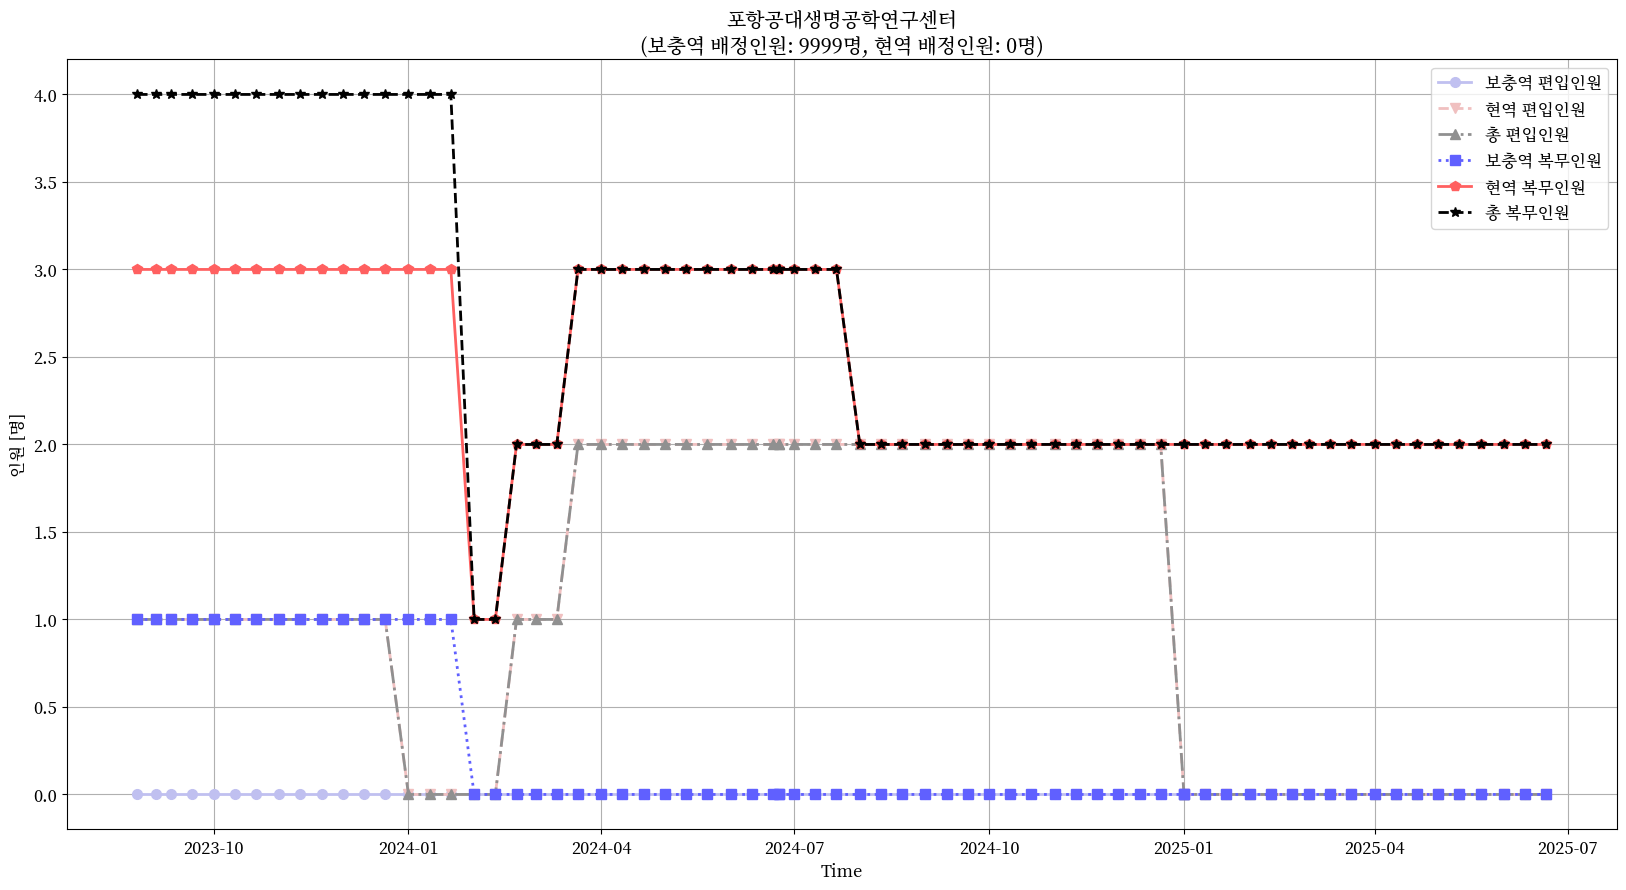 포항공대생명공학연구센터
(보충역 배정인원: 9999명, 현역 배정인원: 0명)
보충역 편입인원
현역 편입인원
총 편입인원
보충역 복무인원
현역 복무인원
총 복무인원
인원 [명]
4.0
3.5
3.0
2.5
2.0
1.5
1.0
0.5
0.0
2023-10
2024-01
2024-04
2024-07
2024-10
2025-01
2025-04
2025-07
Time